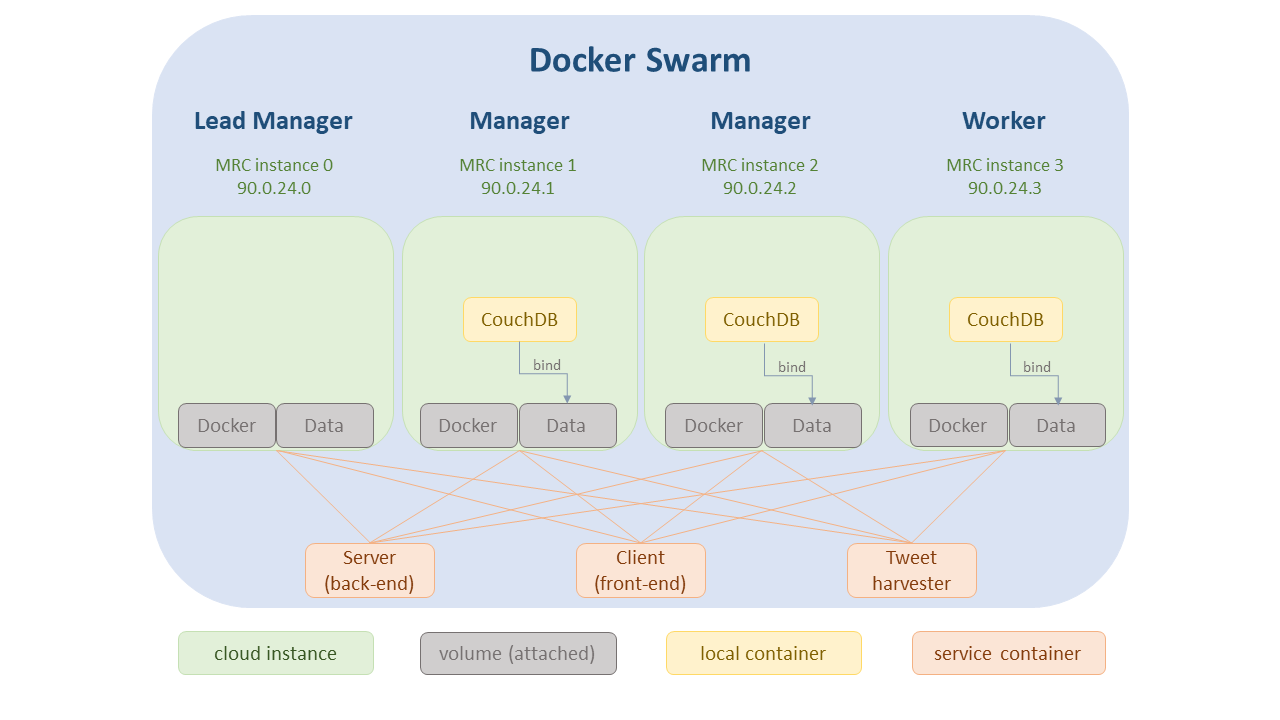 Docker Swarm
Lead Manager
Manager
Manager
Worker
MRC instance 0
90.0.24.0
MRC instance 1
90.0.24.1
MRC instance 2
90.0.24.2
MRC instance 3
90.0.24.3
CouchDB
CouchDB
CouchDB
bind
bind
bind
Docker
Data
Docker
Data
Docker
Data
Docker
Data
Server
(back-end)
Client
(front-end)
Tweet
harvester
cloud instance
volume (attached)
local container
service container